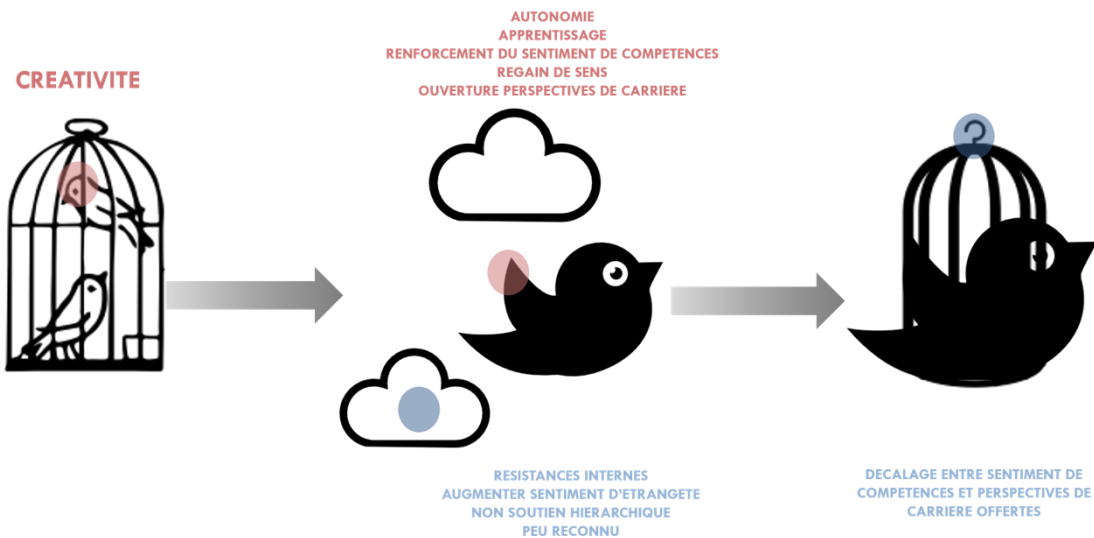 AUTONOMIE
APPRENTISSAGE
RENFORCEMENT DU SENTIMENT DE COMPETENCES
REGAIN DE SENS
OUVERTURE PERSPECTIVES DE CARRIERE
CREATIVITE
RESISTANCES INTERNES
AUGMENTER SENTIMENT D'ETRANGETE
NON SOUTIEN HIERARCHIQUE
PEU RECONNU
DECALAGE ENTRE SENTIMENT DE
COMPETENCES ET PERSPECTIVES DE
CARRIERE OFFERTES